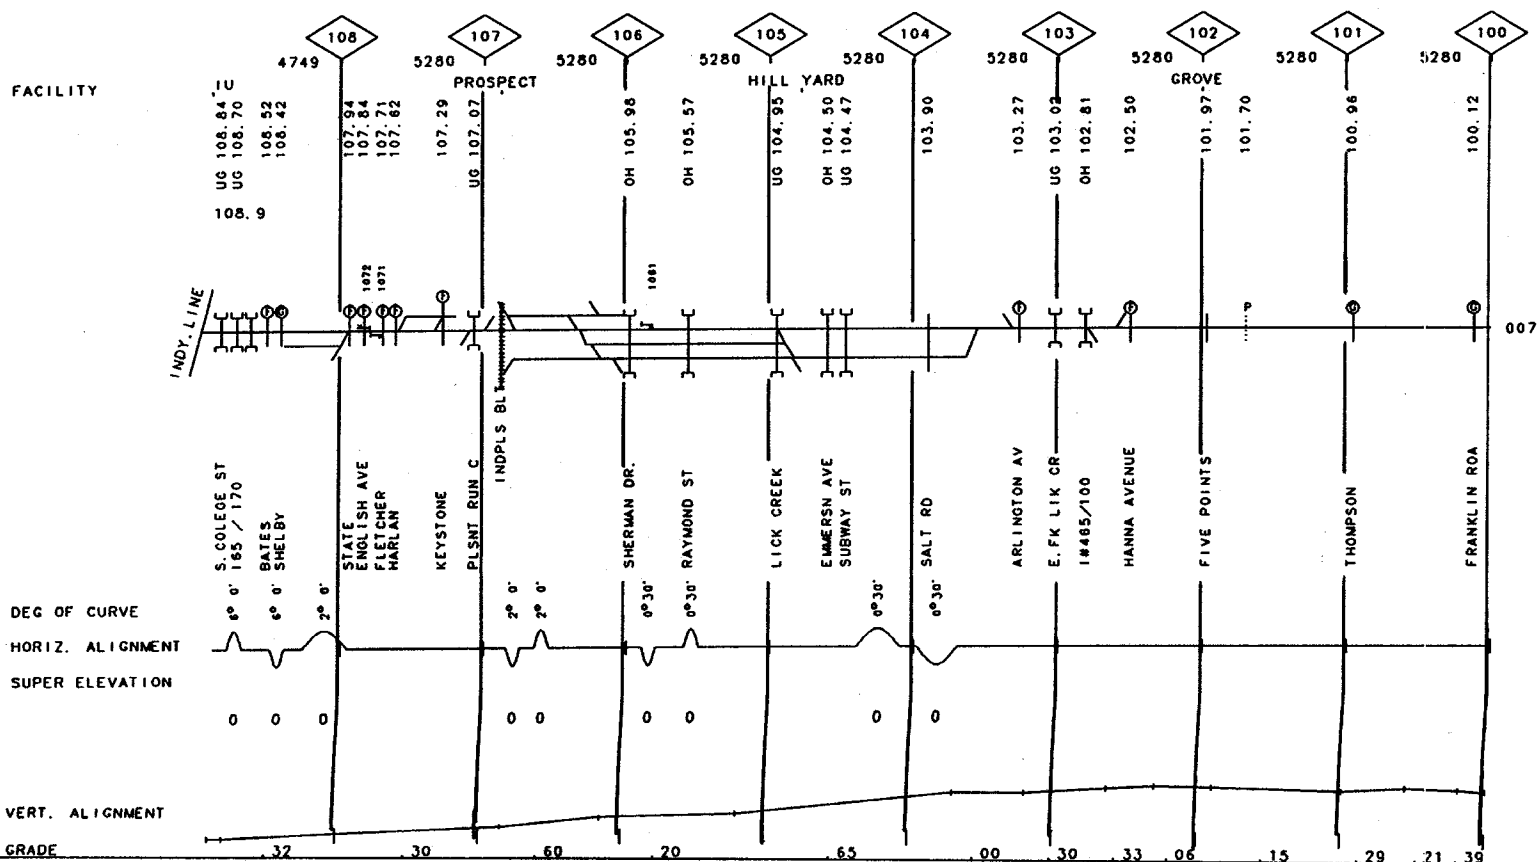 108 107 106 105 104 103 102 101 100
4749 5280 5280 5280 5280 5280 5280 5280 5280
FACILITY
PROSPECT HILL YARD GROVE
IU
UG 108.84
UG 108.70
108.52
108.42
107.94
107.84
107.71
107.62
107.29
UG 107.07
OH 105.98
OH 105.57
UG 104.95
OH 104.50
UG 104.47
103.90
103.27
UG 103.02
OH 102.81
102.50
101.97
101.70
100.96
100.12
108.9
1072
1071
1061
INDY.LINE
F G F F F F F F F P G G
007
INDPLS BLT
S.COLEGE ST
I65 / I70
BATES
SHELBY
STATE
ENGLISH AVE
FLETCHER
HARLAN
KEYSTONE
PLSNT RUN C
SHERMAN DR.
RAYMOND ST
LICK CREEK
EMMERSN AVE
SUBWAY ST
SALT RD
ARLINGTON AV
E.FK LIK CR
I#465/100
HANNA AVENUE
FIVE POINTS
THOMPSON
FRANKLIN ROA
DEG OF CURVE
6° 0' 6° 0' 2° 0' 2° 0' 2° 0' 0°30' 0°30' 0°30' 0°30'
HORIZ. ALIGNMENT
SUPER ELEVATION
0 0 0 0 0 0 0 0 0
VERT. ALIGNMENT
GRADE
.32 .30 .60 .20 .65 .00 .30 .33 .06 .15 .29 .21 .39